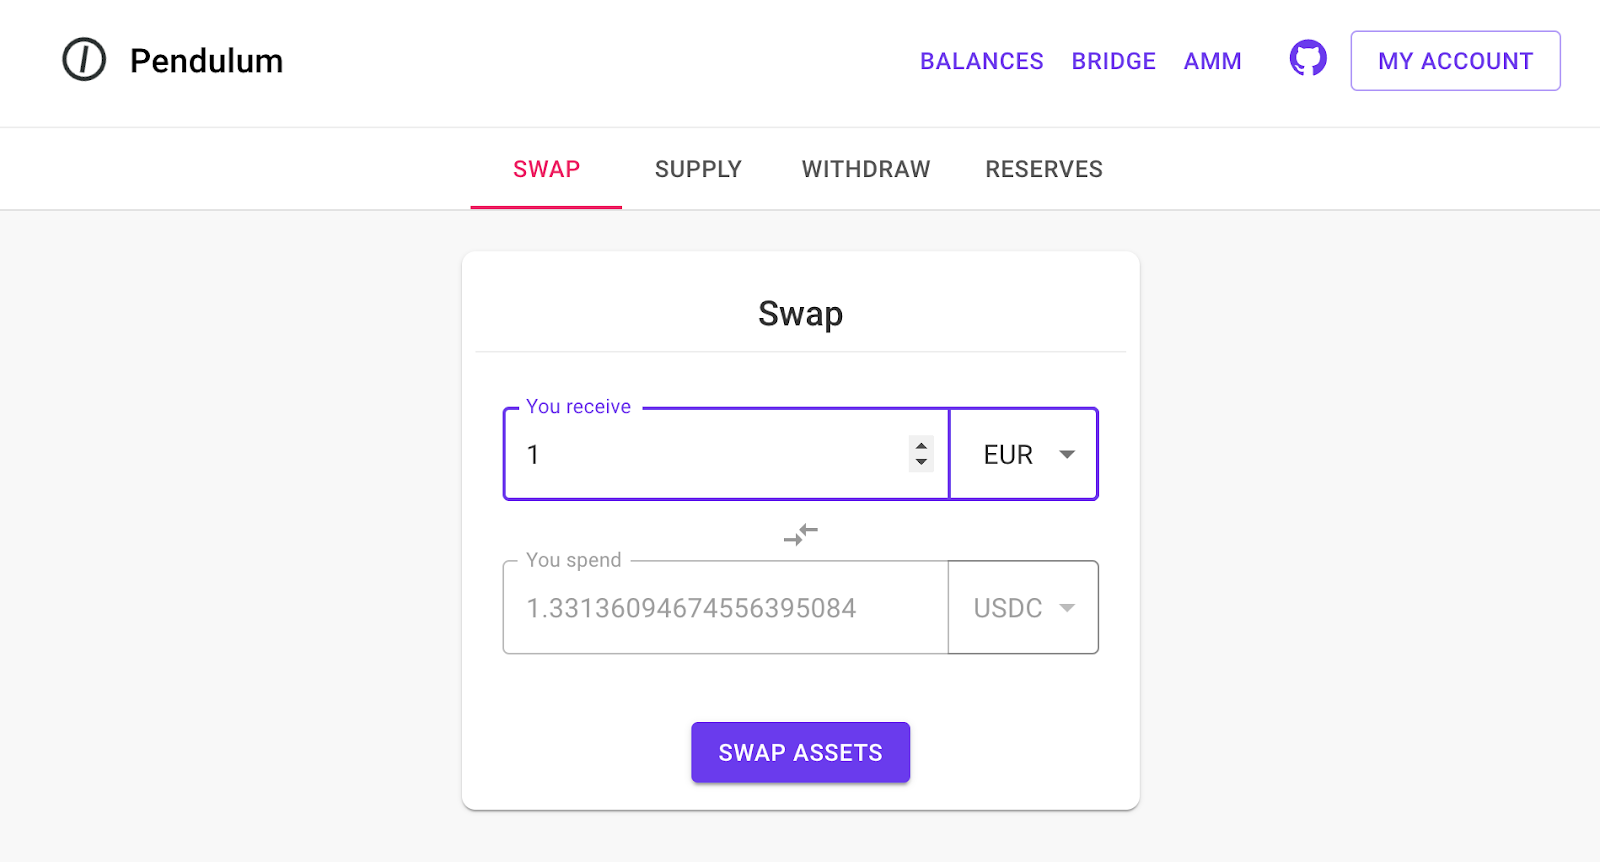 Pendulum
BALANCES BRIDGE AMM MY ACCOUNT
SWAP SUPPLY WITHDRAW RESERVES
Swap
You receive
1 EUR
You spend
1.33136094674556395084 USDC
SWAP ASSETS